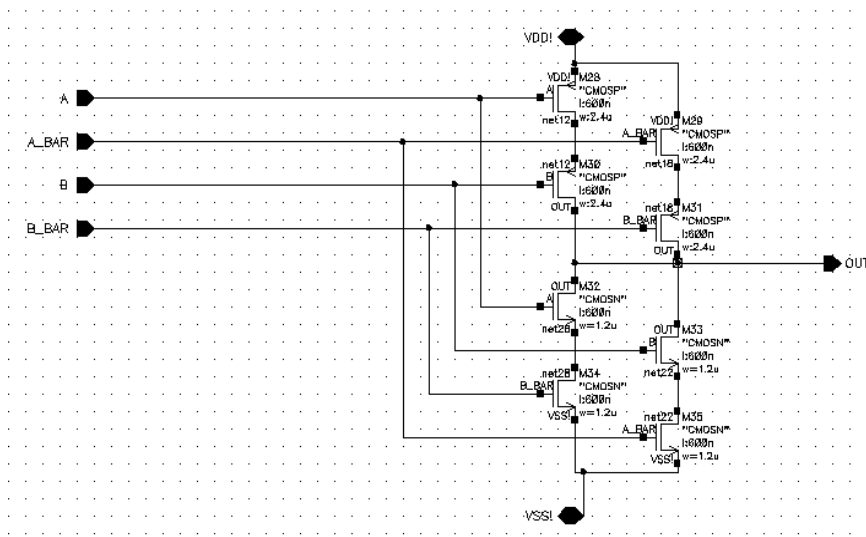 VDD!
VDD! M28
A "CMOSP"
l:600n
w:2.4u
net12
A
VDD! M29
A_BAR "CMOSP"
l:600n
w:2.4u
net18
A_BAR
net12 M30
B "CMOSP"
l:600n
w:2.4u
OUT
B
net18 M31
B_BAR "CMOSP"
l:600n
w:2.4u
OUT
B_BAR
OUT
OUT M32
A "CMOSN"
l:600n
w=1.2u
net28
OUT M33
B "CMOSN"
l:600n
w=1.2u
net22
net28 M34
B_BAR "CMOSN"
l:600n
w=1.2u
VSS!
net22 M35
A_BAR "CMOSN"
l:600n
w=1.2u
VSS!
VSS!